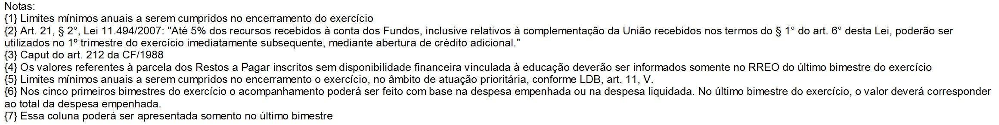 Notas:
{1} Limites mínimos anuais a serem cumpridos no encerramento do exercício
{2} Art. 21, § 2°, Lei 11.494/2007: "Até 5% dos recursos recebidos à conta dos Fundos, inclusive relativos à complementação da União recebidos nos termos do § 1° do art. 6° desta Lei, poderão ser
utilizados no 1º trimestre do exercício imediatamente subsequente, mediante abertura de crédito adicional."
{3} Caput do art. 212 da CF/1988
{4} Os valores referentes à parcela dos Restos a Pagar inscritos sem disponibilidade financeira vinculada à educação deverão ser informados somente no RREO do último bimestre do exercício
{5} Limites mínimos anuais a serem cumpridos no encerramento o exercício, no âmbito de atuação prioritária, conforme LDB, art. 11, V.
{6} Nos cinco primeiros bimestres do exercício o acompanhamento poderá ser feito com base na despesa empenhada ou na despesa liquidada. No último bimestre do exercício, o valor deverá corresponder
ao total da despesa empenhada.
{7} Essa coluna poderá ser apresentada somento no último bimestre